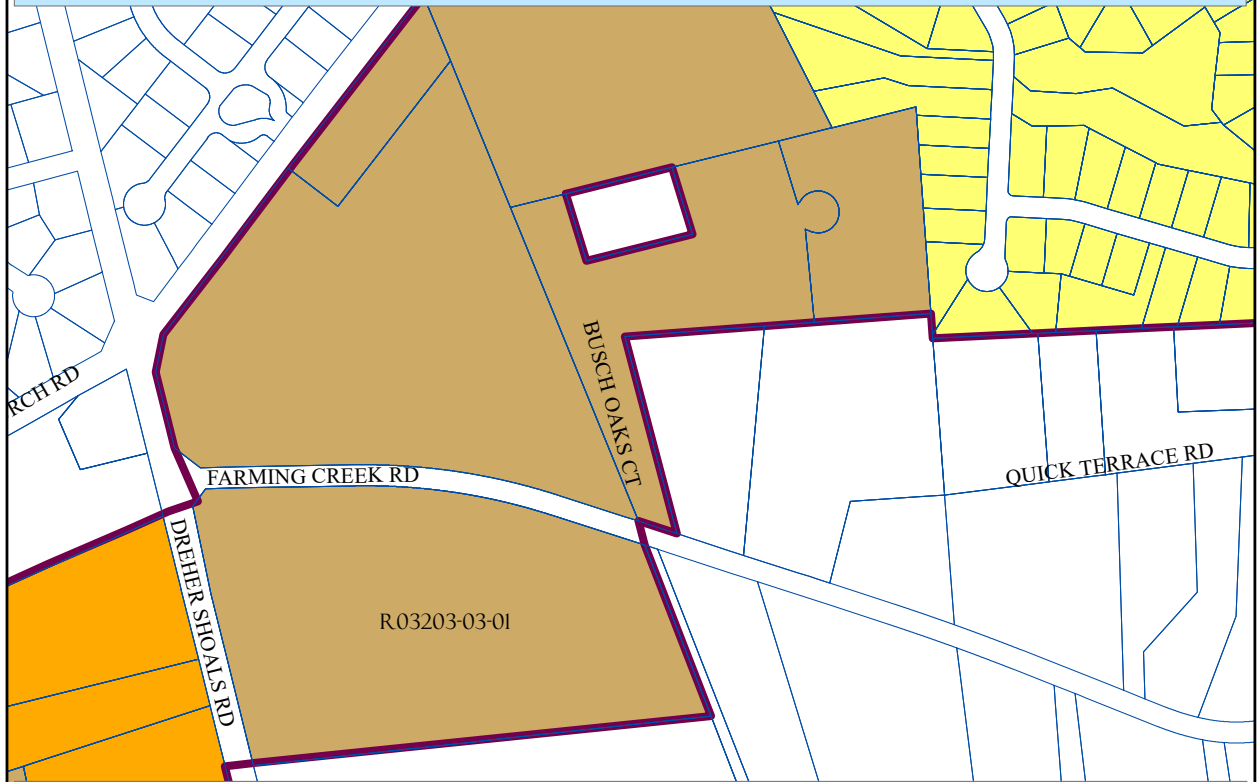 BUSCH OAKS CT
RCH RD
FARMING CREEK RD
QUICK TERRACE RD
DREHER SHOALS RD
R03203-03-01